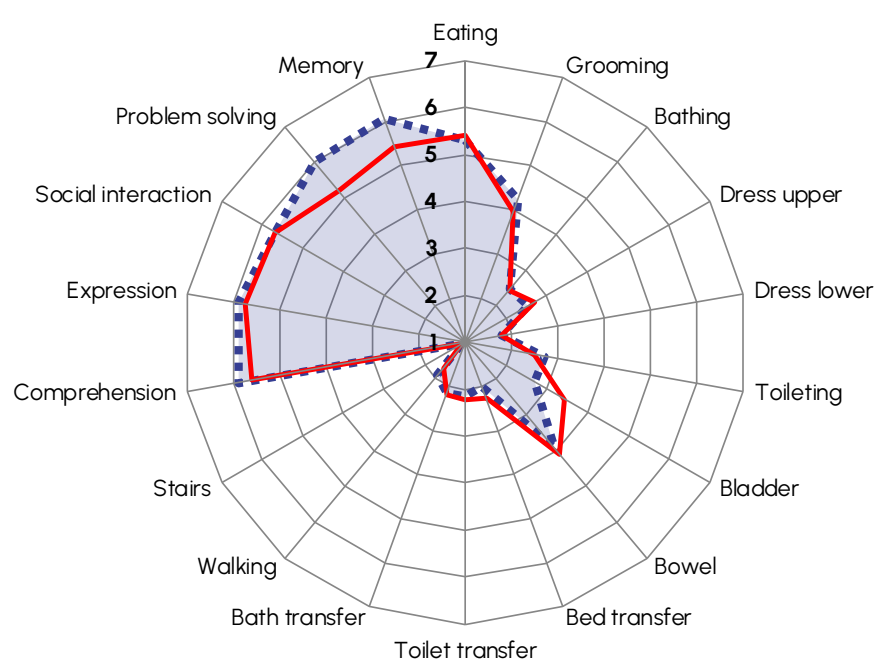 Eating
7
Memory
Grooming
6
Problem solving
Bathing
5
Social interaction
4
Dress upper
3
Expression
2
Dress lower
1
Comprehension
Toileting
Stairs
Bladder
Walking
Bowel
Bath transfer
Bed transfer
Toilet transfer